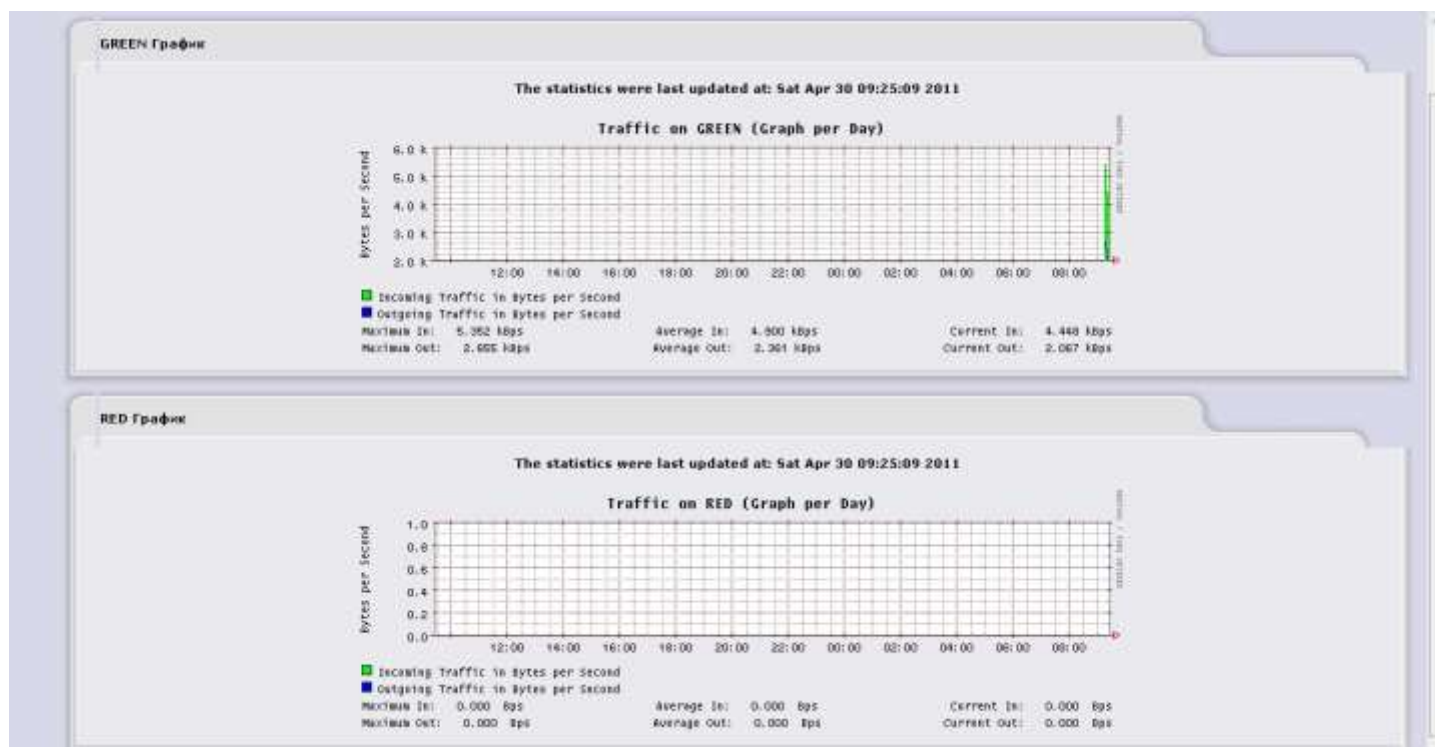 GREEN График
The statistics were last updated at: Sat Apr 30 09:25:09 2011
Traffic on GREEN (Graph per Day)
Bytes per Second
6.0 k
5.0 k
4.0 k
3.0 k
2.0 k
12:00 14:00 16:00 18:00 20:00 22:00 00:00 02:00 04:00 06:00 08:00
Incoming Traffic in Bytes per Second
Outgoing Traffic in Bytes per Second
Maximum In: 5.352 kBps Average In: 4.900 kBps Current In: 4.448 kBps
Maximum Out: 2.655 kBps Average Out: 2.361 kBps Current Out: 2.067 kBps
RED График
The statistics were last updated at: Sat Apr 30 09:25:09 2011
Traffic on RED (Graph per Day)
Bytes per Second
1.0
0.8
0.6
0.4
0.2
0.0
12:00 14:00 16:00 18:00 20:00 22:00 00:00 02:00 04:00 06:00 08:00
Incoming Traffic in Bytes per Second
Outgoing Traffic in Bytes per Second
Maximum In: 0.000 Bps Average In: 0.000 Bps Current In: 0.000 Bps
Maximum Out: 0.000 Bps Average Out: 0.000 Bps Current Out: 0.000 Bps